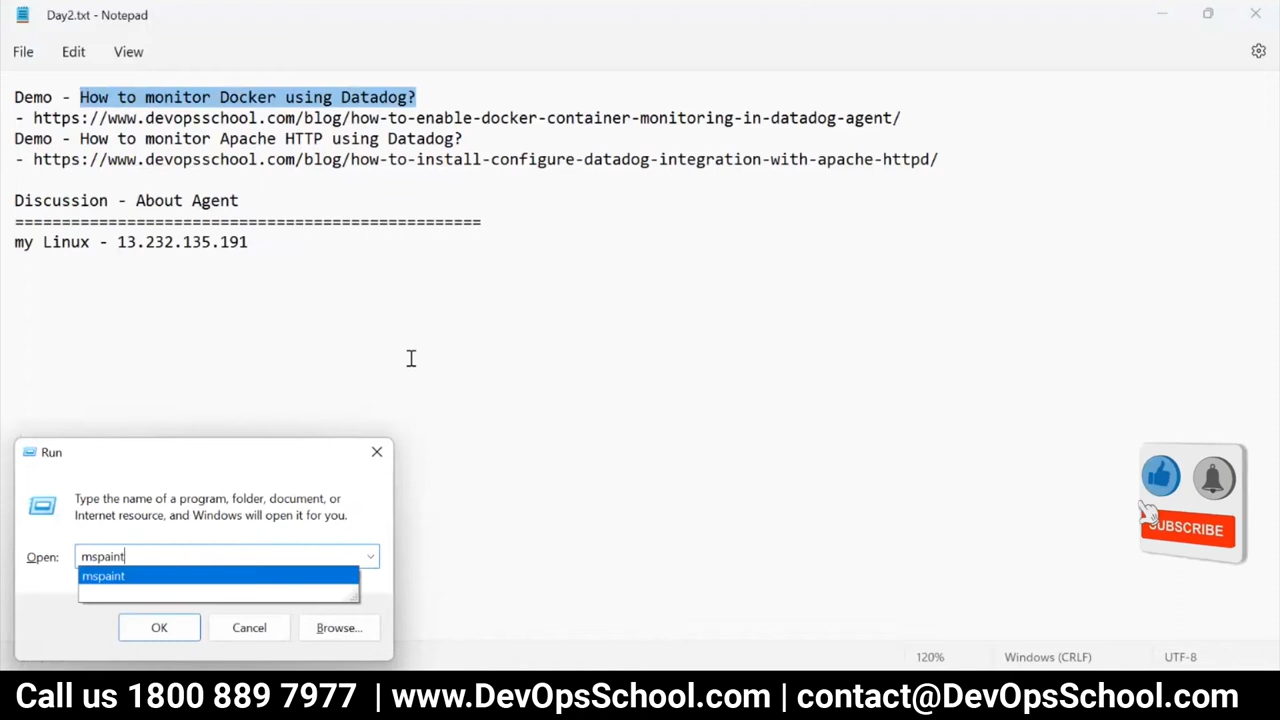 Day2.txt - Notepad
File Edit View
Demo - How to monitor Docker using Datadog?
- https://www.devopsschool.com/blog/how-to-enable-docker-container-monitoring-in-datadog-agent/
Demo - How to monitor Apache HTTP using Datadog?
- https://www.devopsschool.com/blog/how-to-install-configure-datadog-integration-with-apache-httpd/
Discussion - About Agent
==================================================
my Linux - 13.232.135.191
Run
Type the name of a program, folder, document, or
Internet resource, and Windows will open it for you.
Open: mspaint
mspaint
OK Cancel Browse...
SUBSCRIBE
120% Windows (CRLF) UTF-8
Call us 1800 889 7977 | www.DevOpsSchool.com | contact@DevOpsSchool.com